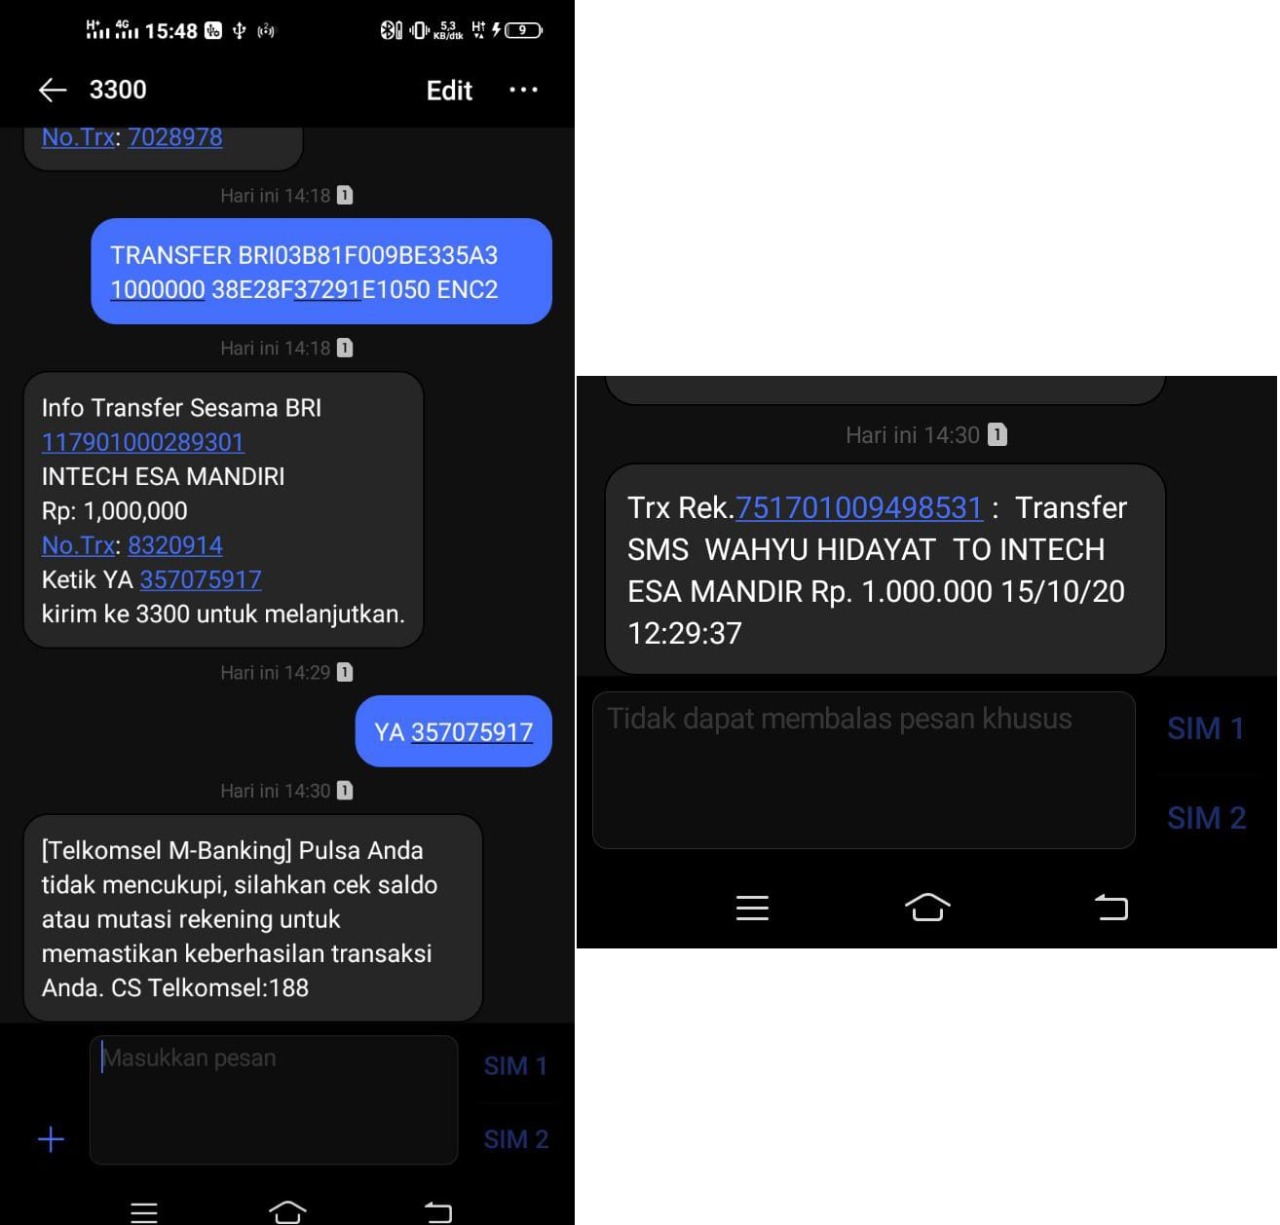 15:48 5,3 KB/dtk 9
3300 Edit
No.Trx: 7028978
Hari ini 14:18 1
TRANSFER BRI03B81F009BE335A3
1000000 38E28F37291E1050 ENC2
Hari ini 14:18 1
Info Transfer Sesama BRI
117901000289301
INTECH ESA MANDIRI
Rp: 1,000,000
No.Trx: 8320914
Ketik YA 357075917
kirim ke 3300 untuk melanjutkan.
Hari ini 14:29 1
YA 357075917
Hari ini 14:30 1
[Telkomsel M-Banking] Pulsa Anda
tidak mencukupi, silahkan cek saldo
atau mutasi rekening untuk
memastikan keberhasilan transaksi
Anda. CS Telkomsel:188
Masukkan pesan
SIM 1
SIM 2
Hari ini 14:30 1
Trx Rek.751701009498531 : Transfer
SMS WAHYU HIDAYAT TO INTECH
ESA MANDIR Rp. 1.000.000 15/10/20
12:29:37
Tidak dapat membalas pesan khusus
SIM 1
SIM 2